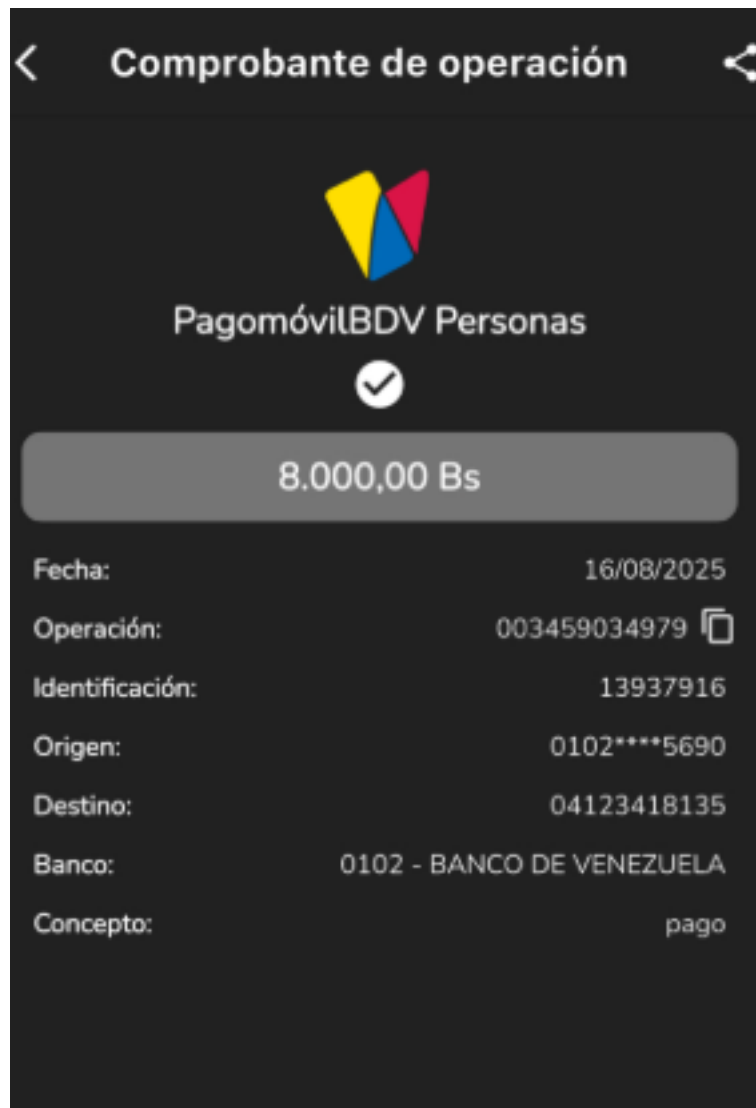 Comprobante de operación
PagomóvilBDV Personas
8.000,00 Bs
Fecha: 16/08/2025
Operación: 003459034979
Identificación: 13937916
Origen: 0102****5690
Destino: 04123418135
Banco: 0102 - BANCO DE VENEZUELA
Concepto: pago